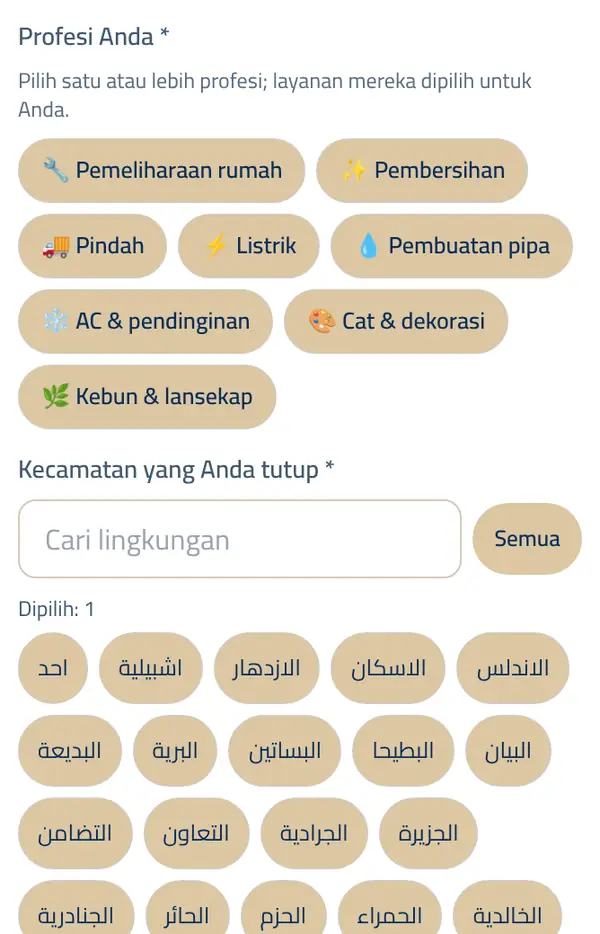 Profesi Anda *
Pilih satu atau lebih profesi; layanan mereka dipilih untuk
Anda.
🔧 Pemeliharaan rumah ✨ Pembersihan
🚚 Pindah ⚡ Listrik 💧 Pembuatan pipa
❄️ AC & pendinginan 🎨 Cat & dekorasi
🌿 Kebun & lansekap
Kecamatan yang Anda tutup *
Cari lingkungan Semua
Dipilih: 1
احد اشبيلية الازدهار الاسكان الاندلس
البديعة البرية البساتين البطيحا البيان
التضامن التعاون الجرادية الجزيرة
الجنادرية الحائر الحزم الحمراء الخالدية